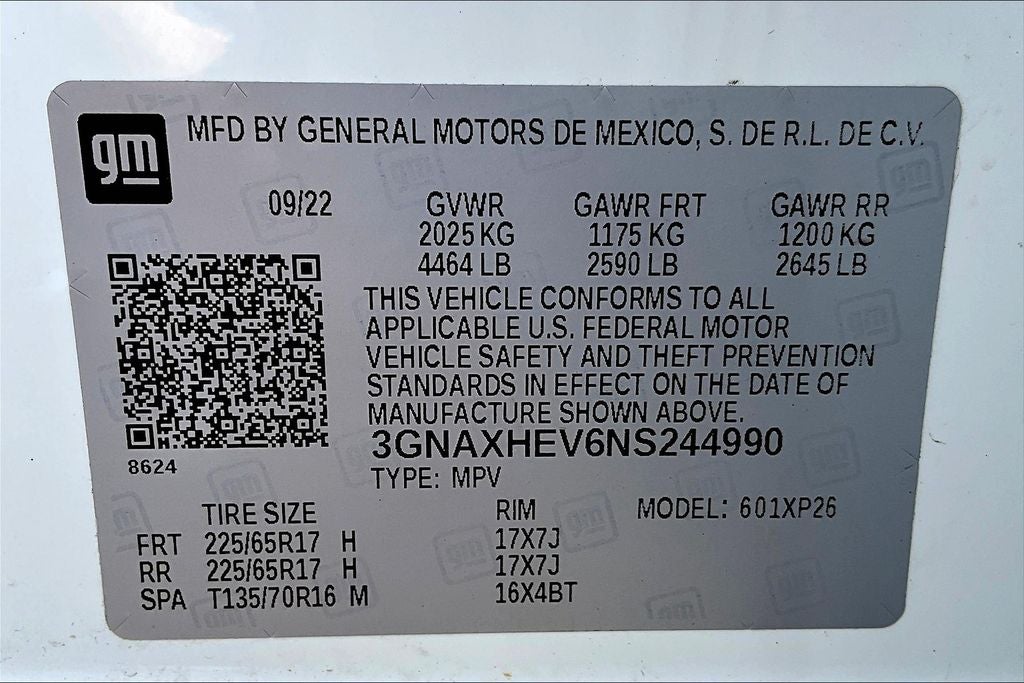 gm
MFD BY GENERAL MOTORS DE MEXICO, S. DE R.L. DE C.V.
09/22 GVWR GAWR FRT GAWR RR
2025 KG 1175 KG 1200 KG
4464 LB 2590 LB 2645 LB
THIS VEHICLE CONFORMS TO ALL
APPLICABLE U.S. FEDERAL MOTOR
VEHICLE SAFETY AND THEFT PREVENTION
STANDARDS IN EFFECT ON THE DATE OF
MANUFACTURE SHOWN ABOVE.
3GNAXHEV6NS244990
8624
TYPE: MPV
TIRE SIZE RIM MODEL: 601XP26
FRT 225/65R17 H 17X7J
RR 225/65R17 H 17X7J
SPA T135/70R16 M 16X4BT